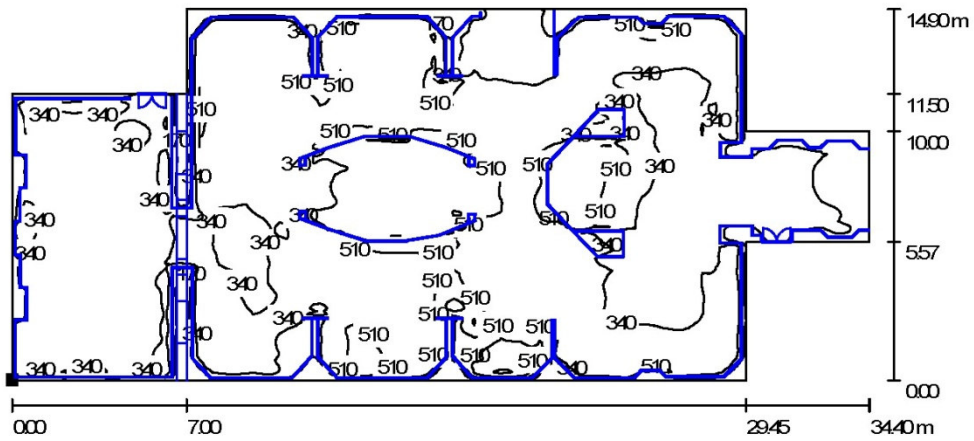 14.90 m
340 510 170 510 510
510 510 510 340 510
340 340 510 340 11.50
170 340 510 510 340 340 10.00
340 340 340 510 510 340
340 340 340 510 510
340 510 510 510 340 5.57
340 170 510
340 510 510
340 340 510 510 510 340
340 510 510 510
340 340 340 510 510 510 340 510 0.00
0.00 7.00 29.45 34.40 m